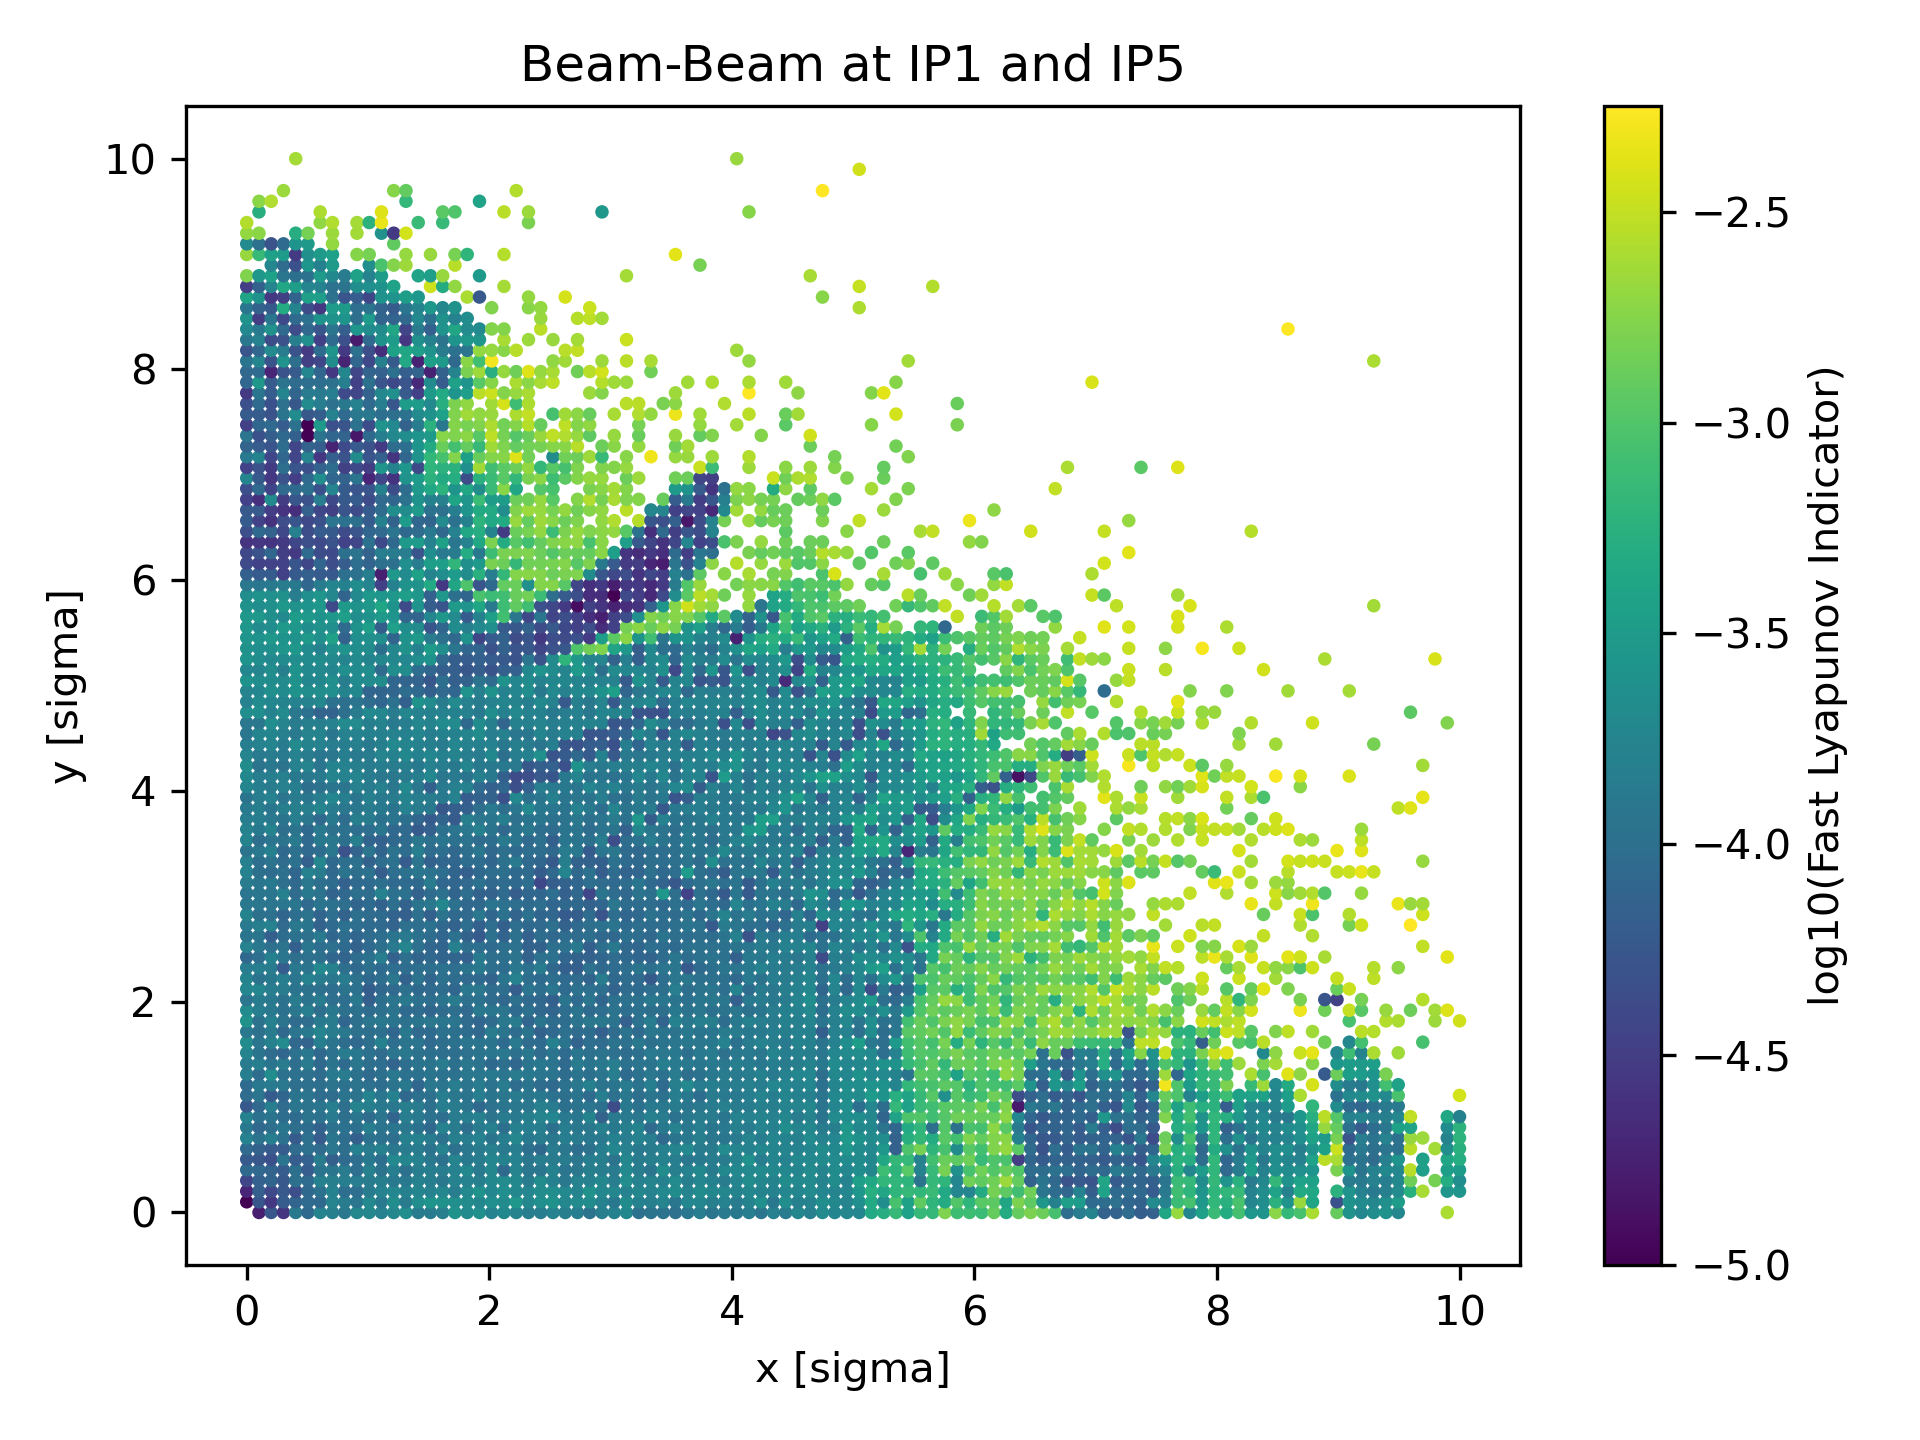 Beam-Beam at IP1 and IP5
10
8
6
4
2
0
y [sigma]
0 2 4 6 8 10
x [sigma]
−2.5
−3.0
−3.5
−4.0
−4.5
−5.0
log10(Fast Lyapunov Indicator)